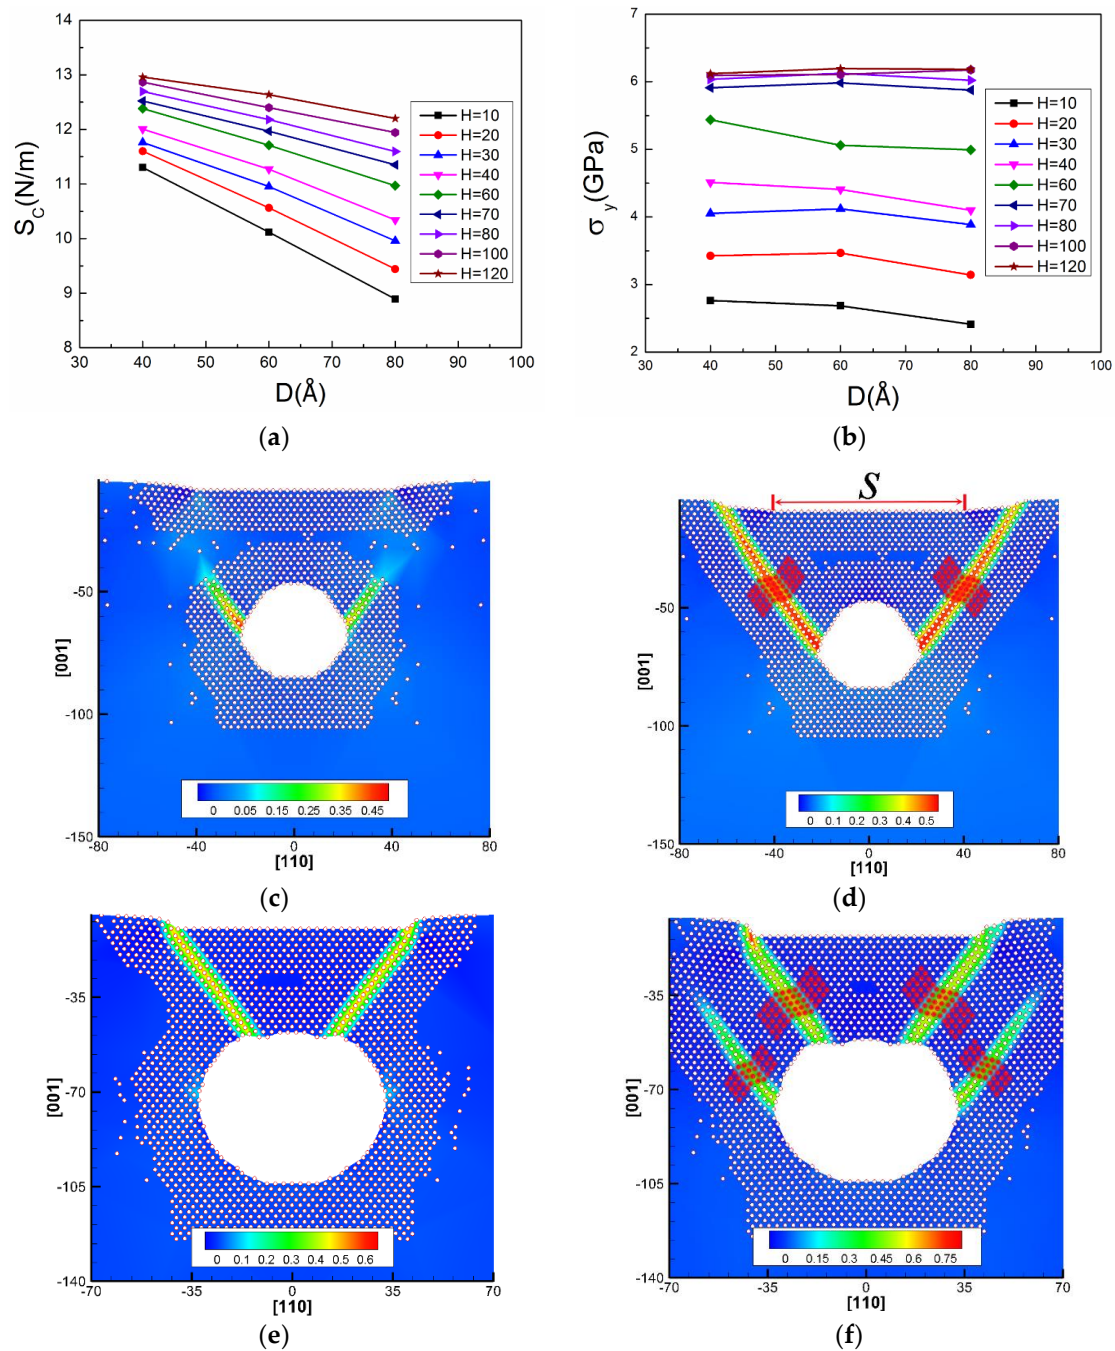 14
13
12
11
10
9
8
S_C(N/m)
H=10
H=20
H=30
H=40
H=60
H=70
H=80
H=100
H=120
30 40 50 60 70 80 90 100
D(Å)
(a)
7
6
5
4
3
2
σ_y(GPa)
H=10
H=20
H=30
H=40
H=60
H=70
H=80
H=100
H=120
30 40 50 60 70 80 90 100
D(Å)
(b)
-50
-100
-150
[001]
0 0.05 0.15 0.25 0.35 0.45
-80 -40 0 40 80
[110]
(c)
S
-50
-100
-150
[001]
0 0.1 0.2 0.3 0.4 0.5
-80 -40 0 40 80
[110]
(d)
-35
-70
-105
-140
[001]
0 0.1 0.2 0.3 0.4 0.5 0.6
-70 -35 0 35 70
[110]
(e)
-35
-70
-105
-140
[001]
0 0.15 0.3 0.45 0.6 0.75
-70 -35 0 35 70
[110]
(f)